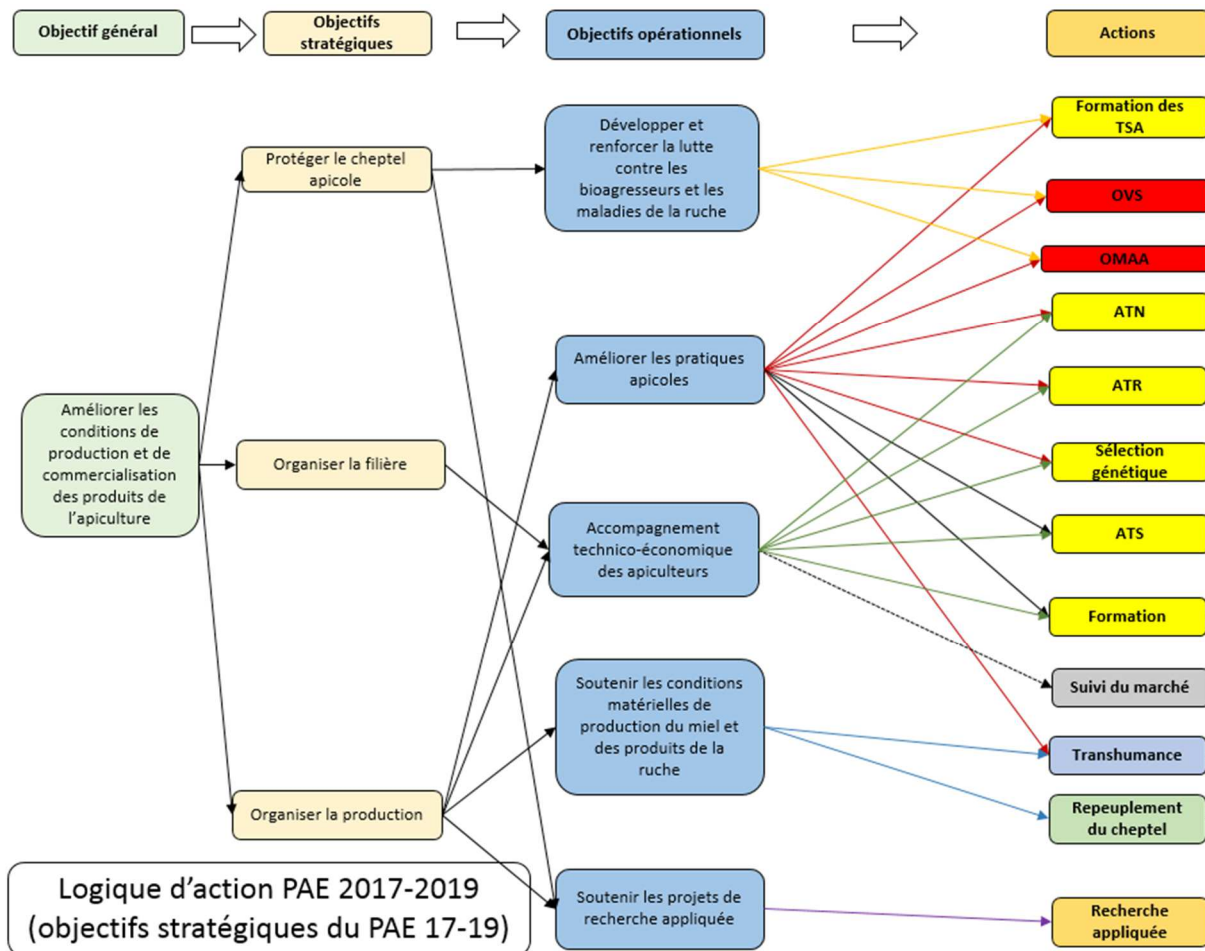 Objectif général
Objectifs
stratégiques
Objectifs opérationnels
Actions
Protéger le cheptel
apicole
Développer et
renforcer la lutte
contre les
bioagresseurs et les
maladies de la ruche
Formation des
TSA
OVS
OMAA
ATN
Améliorer les
conditions de
production et de
commercialisation
des produits de
l’apiculture
Améliorer les pratiques
apicoles
ATR
Organiser la filière
Sélection
génétique
Accompagnement
technico-économique
des apiculteurs
ATS
Formation
Suivi du marché
Soutenir les conditions
matérielles de
production du miel et
des produits de la
ruche
Transhumance
Organiser la production
Repeuplement
du cheptel
Logique d’action PAE 2017-2019
(objectifs stratégiques du PAE 17-19)
Soutenir les projets de
recherche appliquée
Recherche
appliquée